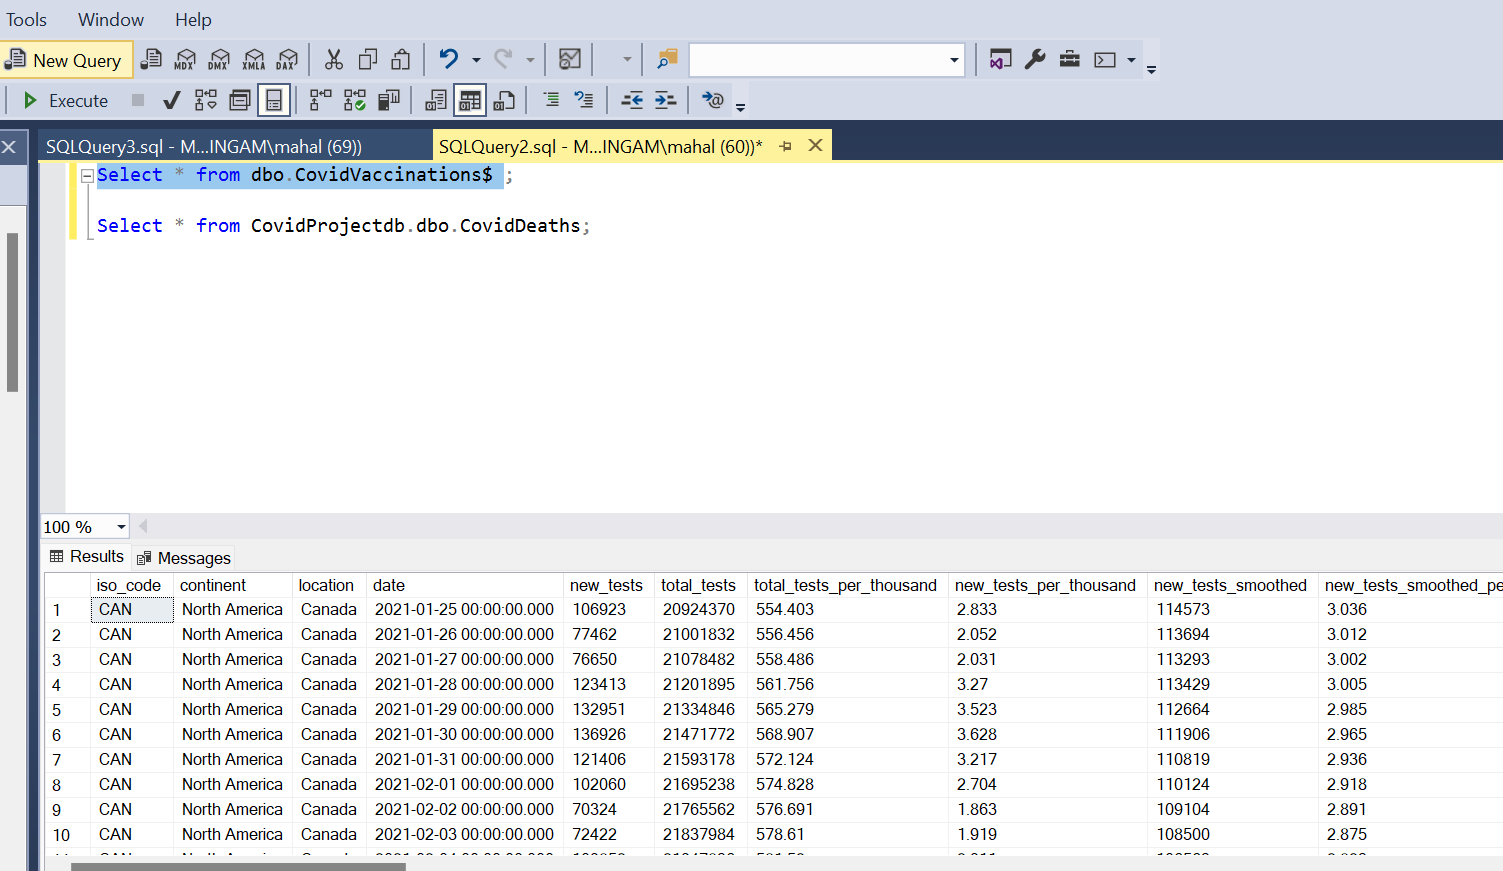 Tools Window Help
New Query MDX DMX XMLA DAX
Execute
SQLQuery3.sql - M...INGAM\mahal (69)) SQLQuery2.sql - M...INGAM\mahal (60))*
Select * from dbo.CovidVaccinations$ ;
Select * from CovidProjectdb.dbo.CovidDeaths;
100 %
Results Messages
iso_code continent location date new_tests total_tests total_tests_per_thousand new_tests_per_thousand new_tests_smoothed new_tests_smoothed_pe
1 CAN North America Canada 2021-01-25 00:00:00.000 106923 20924370 554.403 2.833 114573 3.036
2 CAN North America Canada 2021-01-26 00:00:00.000 77462 21001832 556.456 2.052 113694 3.012
3 CAN North America Canada 2021-01-27 00:00:00.000 76650 21078482 558.486 2.031 113293 3.002
4 CAN North America Canada 2021-01-28 00:00:00.000 123413 21201895 561.756 3.27 113429 3.005
5 CAN North America Canada 2021-01-29 00:00:00.000 132951 21334846 565.279 3.523 112664 2.985
6 CAN North America Canada 2021-01-30 00:00:00.000 136926 21471772 568.907 3.628 111906 2.965
7 CAN North America Canada 2021-01-31 00:00:00.000 121406 21593178 572.124 3.217 110819 2.936
8 CAN North America Canada 2021-02-01 00:00:00.000 102060 21695238 574.828 2.704 110124 2.918
9 CAN North America Canada 2021-02-02 00:00:00.000 70324 21765562 576.691 1.863 109104 2.891
10 CAN North America Canada 2021-02-03 00:00:00.000 72422 21837984 578.61 1.919 108500 2.875